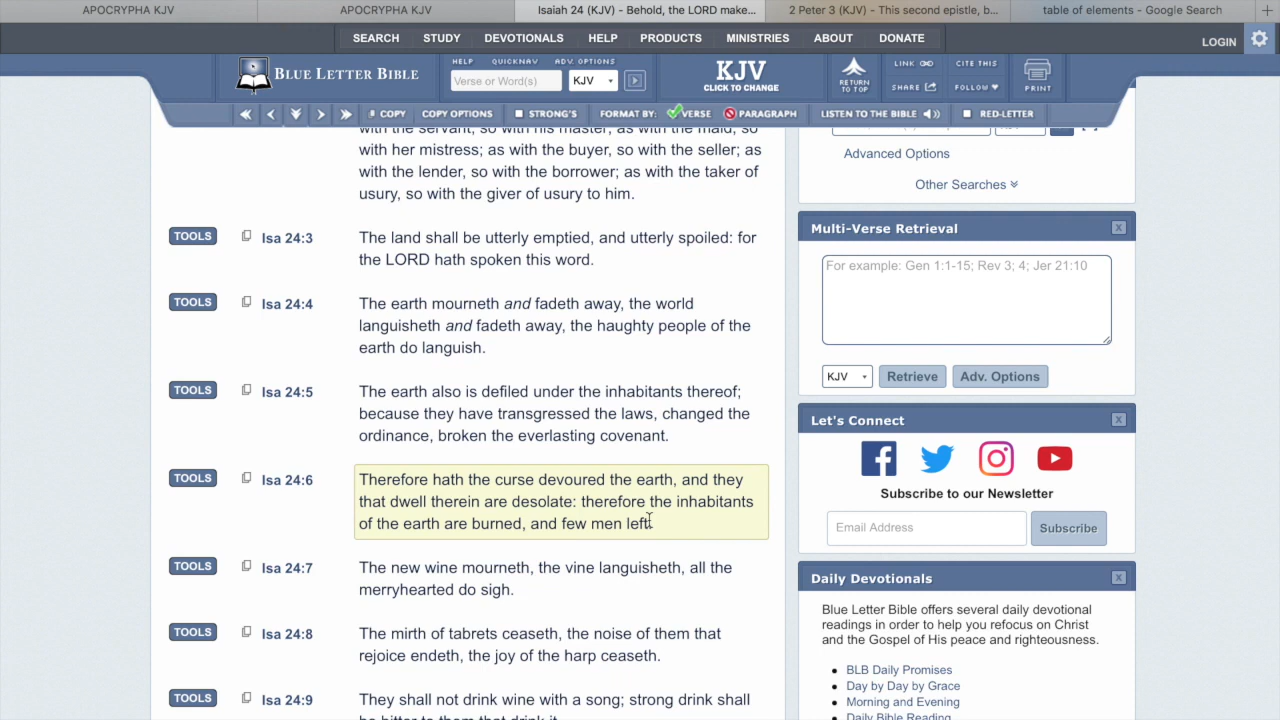 APOCRYPHA KJV
APOCRYPHA KJV
Isaiah 24 (KJV) - Behold, the LORD make...
2 Peter 3 (KJV) - This second epistle, b...
table of elements - Google Search
SEARCH STUDY DEVOTIONALS HELP PRODUCTS MINISTRIES ABOUT DONATE
LOGIN
BLUE LETTER BIBLE
HELP QUICKNAV ADV. OPTIONS
Verse or Word(s) KJV
KJV
CLICK TO CHANGE
RETURN
TO TOP
LINK CITE THIS
SHARE FOLLOW
PRINT
COPY COPY OPTIONS STRONG'S FORMAT BY: VERSE PARAGRAPH LISTEN TO THE BIBLE RED-LETTER
with the servant, so with his master; as with the maid, so
with her mistress; as with the buyer, so with the seller; as
with the lender, so with the borrower; as with the taker of
usury, so with the giver of usury to him.
TOOLS Isa 24:3 The land shall be utterly emptied, and utterly spoiled: for
the LORD hath spoken this word.
TOOLS Isa 24:4 The earth mourneth and fadeth away, the world
languisheth and fadeth away, the haughty people of the
earth do languish.
TOOLS Isa 24:5 The earth also is defiled under the inhabitants thereof;
because they have transgressed the laws, changed the
ordinance, broken the everlasting covenant.
TOOLS Isa 24:6 Therefore hath the curse devoured the earth, and they
that dwell therein are desolate: therefore the inhabitants
of the earth are burned, and few men left.
TOOLS Isa 24:7 The new wine mourneth, the vine languisheth, all the
merryhearted do sigh.
TOOLS Isa 24:8 The mirth of tabrets ceaseth, the noise of them that
rejoice endeth, the joy of the harp ceaseth.
TOOLS Isa 24:9 They shall not drink wine with a song; strong drink shall
be bitter to them that drink it.
Advanced Options
Other Searches
Multi-Verse Retrieval X
For example: Gen 1:1-15; Rev 3; 4; Jer 21:10
KJV Retrieve Adv. Options
Let's Connect X
Subscribe to our Newsletter
Email Address Subscribe
Daily Devotionals X
Blue Letter Bible offers several daily devotional
readings in order to help you refocus on Christ
and the Gospel of His peace and righteousness.
BLB Daily Promises
Day by Day by Grace
Morning and Evening
Daily Bible Reading